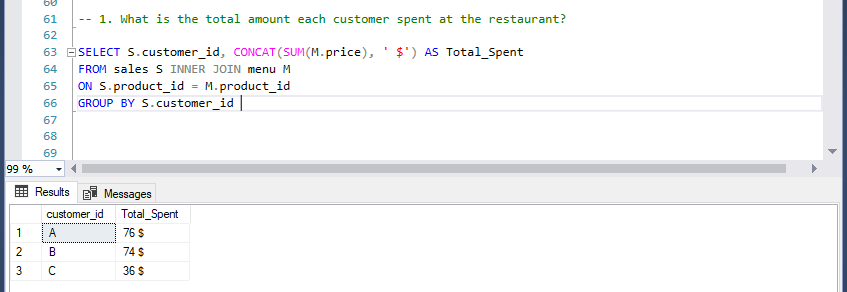 60
61 -- 1. What is the total amount each customer spent at the restaurant?
62
63 SELECT S.customer_id, CONCAT(SUM(M.price), ' $') AS Total_Spent
64 FROM sales S INNER JOIN menu M
65 ON S.product_id = M.product_id
66 GROUP BY S.customer_id
67
68
69
99 %
Results Messages
customer_id Total_Spent
1 A 76 $
2 B 74 $
3 C 36 $